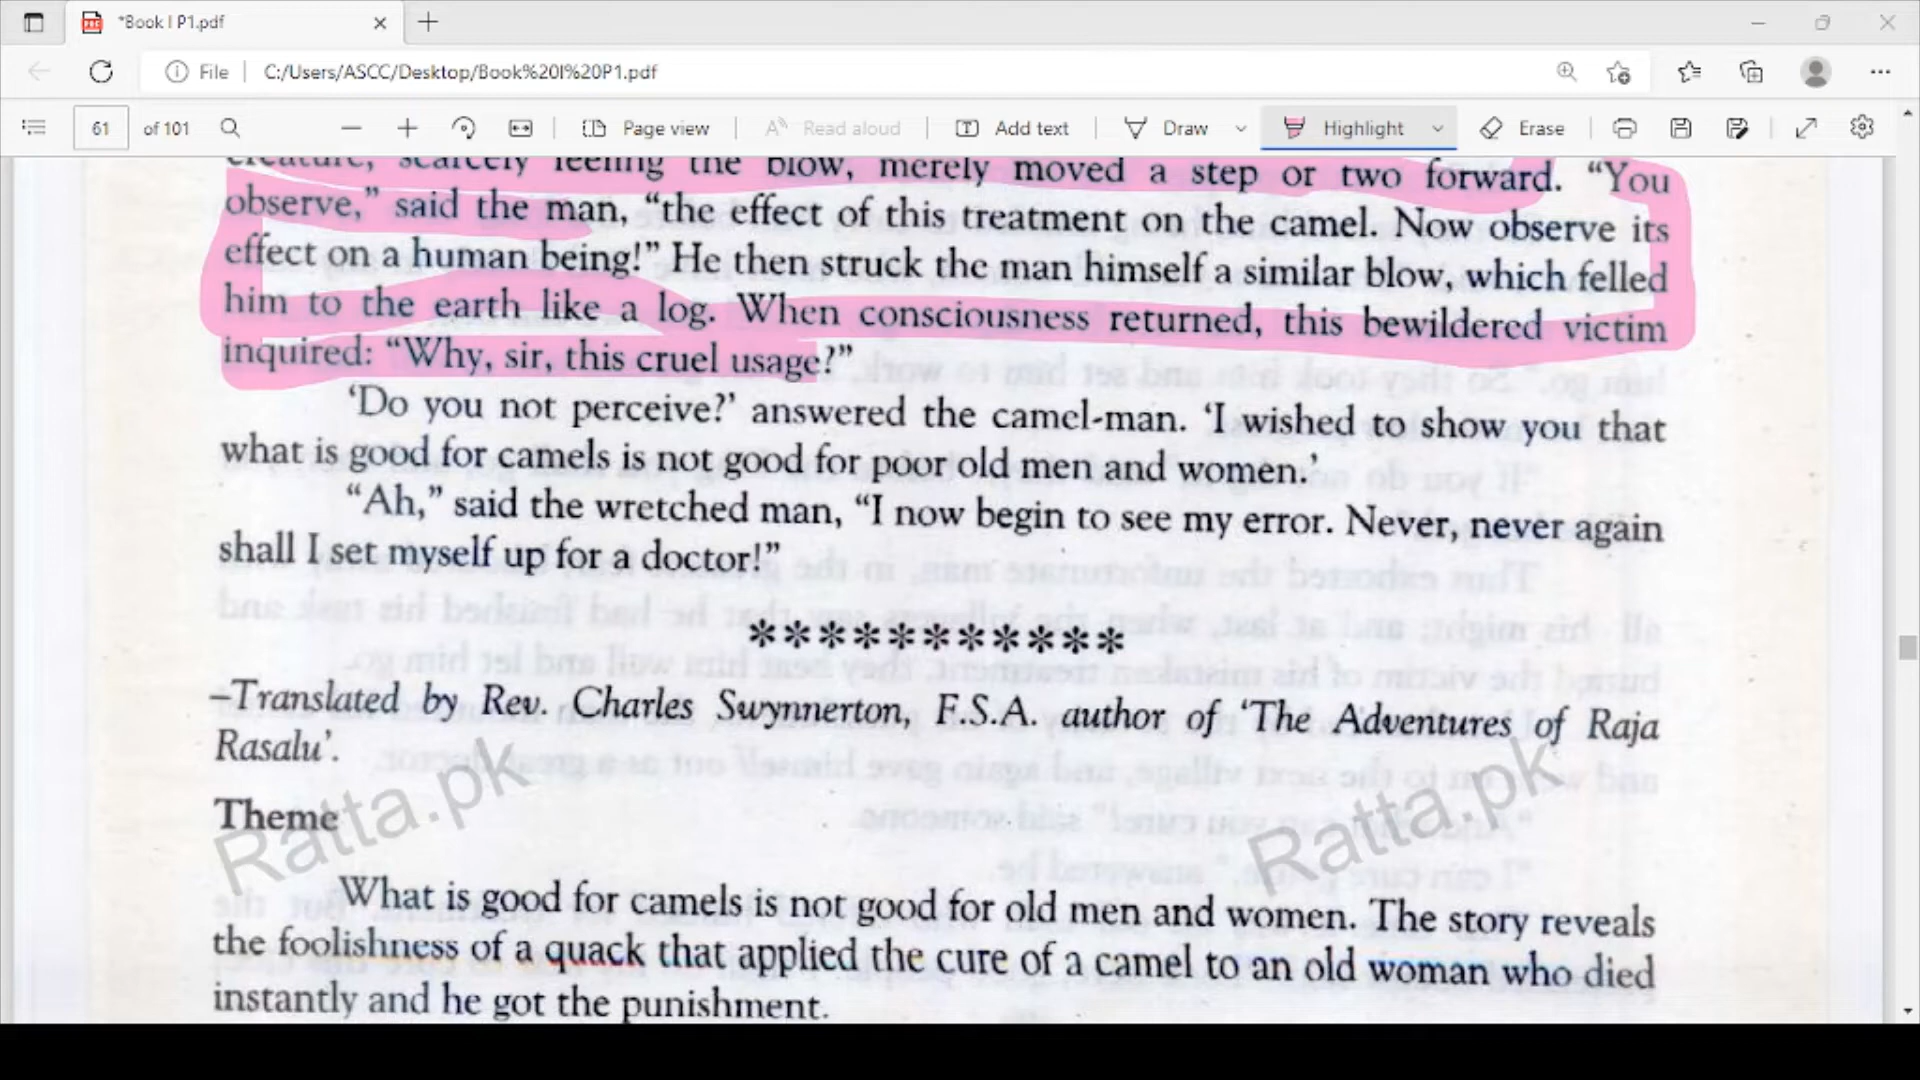 *Book I P1.pdf
File
C:/Users/ASCC/Desktop/Book%20I%20P1.pdf
61 of 101
Page view
Read aloud
Add text
Draw
Highlight
Erase
creature, scarcely feeling the blow, merely moved a step or two forward. “You
observe,” said the man, “the effect of this treatment on the camel. Now observe its
effect on a human being!” He then struck the man himself a similar blow, which felled
him to the earth like a log. When consciousness returned, this bewildered victim
inquired: “Why, sir, this cruel usage?”
‘Do you not perceive?’ answered the camel-man. ‘I wished to show you that
what is good for camels is not good for poor old men and women.’
“Ah,” said the wretched man, “I now begin to see my error. Never, never again
shall I set myself up for a doctor!”
***********
–Translated by Rev. Charles Swynnerton, F.S.A. author of ‘The Adventures of Raja
Rasalu’.
Ratta.pk
Ratta.pk
Theme
What is good for camels is not good for old men and women. The story reveals
the foolishness of a quack that applied the cure of a camel to an old woman who died
instantly and he got the punishment.